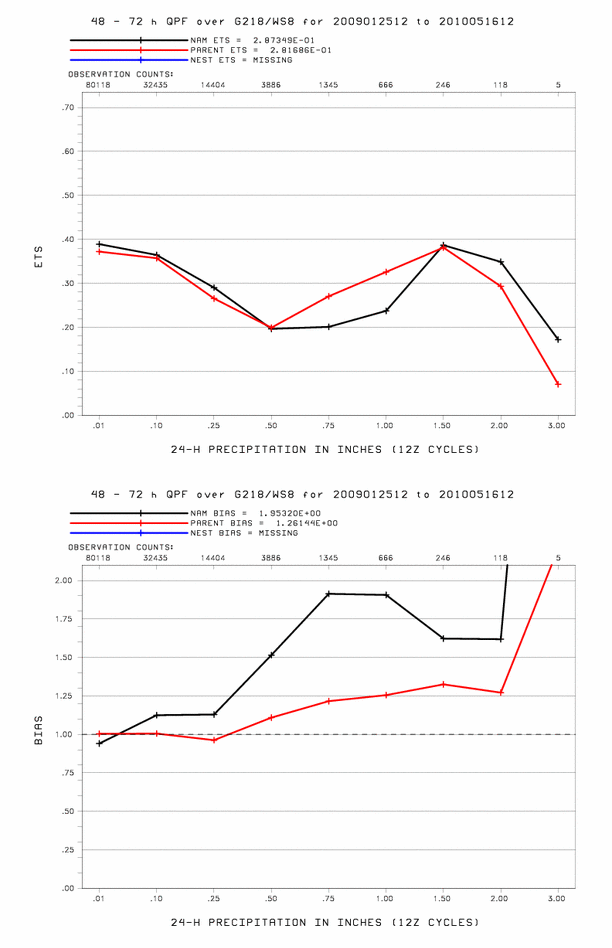 48 - 72 h QPF over G218/WS8 for 2009012512 to 2010051612
NAM ETS = 2.87349E-01
PARENT ETS = 2.81686E-01
NEST ETS = MISSING
OBSERVATION COUNTS:
80118 32435 14404 3886 1345 666 246 118 5
.70
.60
.50
.40
.30
.20
.10
.00
ETS
.01 .10 .25 .50 .75 1.00 1.50 2.00 3.00
24-H PRECIPITATION IN INCHES (12Z CYCLES)
48 - 72 h QPF over G218/WS8 for 2009012512 to 2010051612
NAM BIAS = 1.95320E+00
PARENT BIAS = 1.26144E+00
NEST BIAS = MISSING
OBSERVATION COUNTS:
80118 32435 14404 3886 1345 666 246 118 5
2.00
1.75
1.50
1.25
1.00
.75
.50
.25
.00
BIAS
.01 .10 .25 .50 .75 1.00 1.50 2.00 3.00
24-H PRECIPITATION IN INCHES (12Z CYCLES)